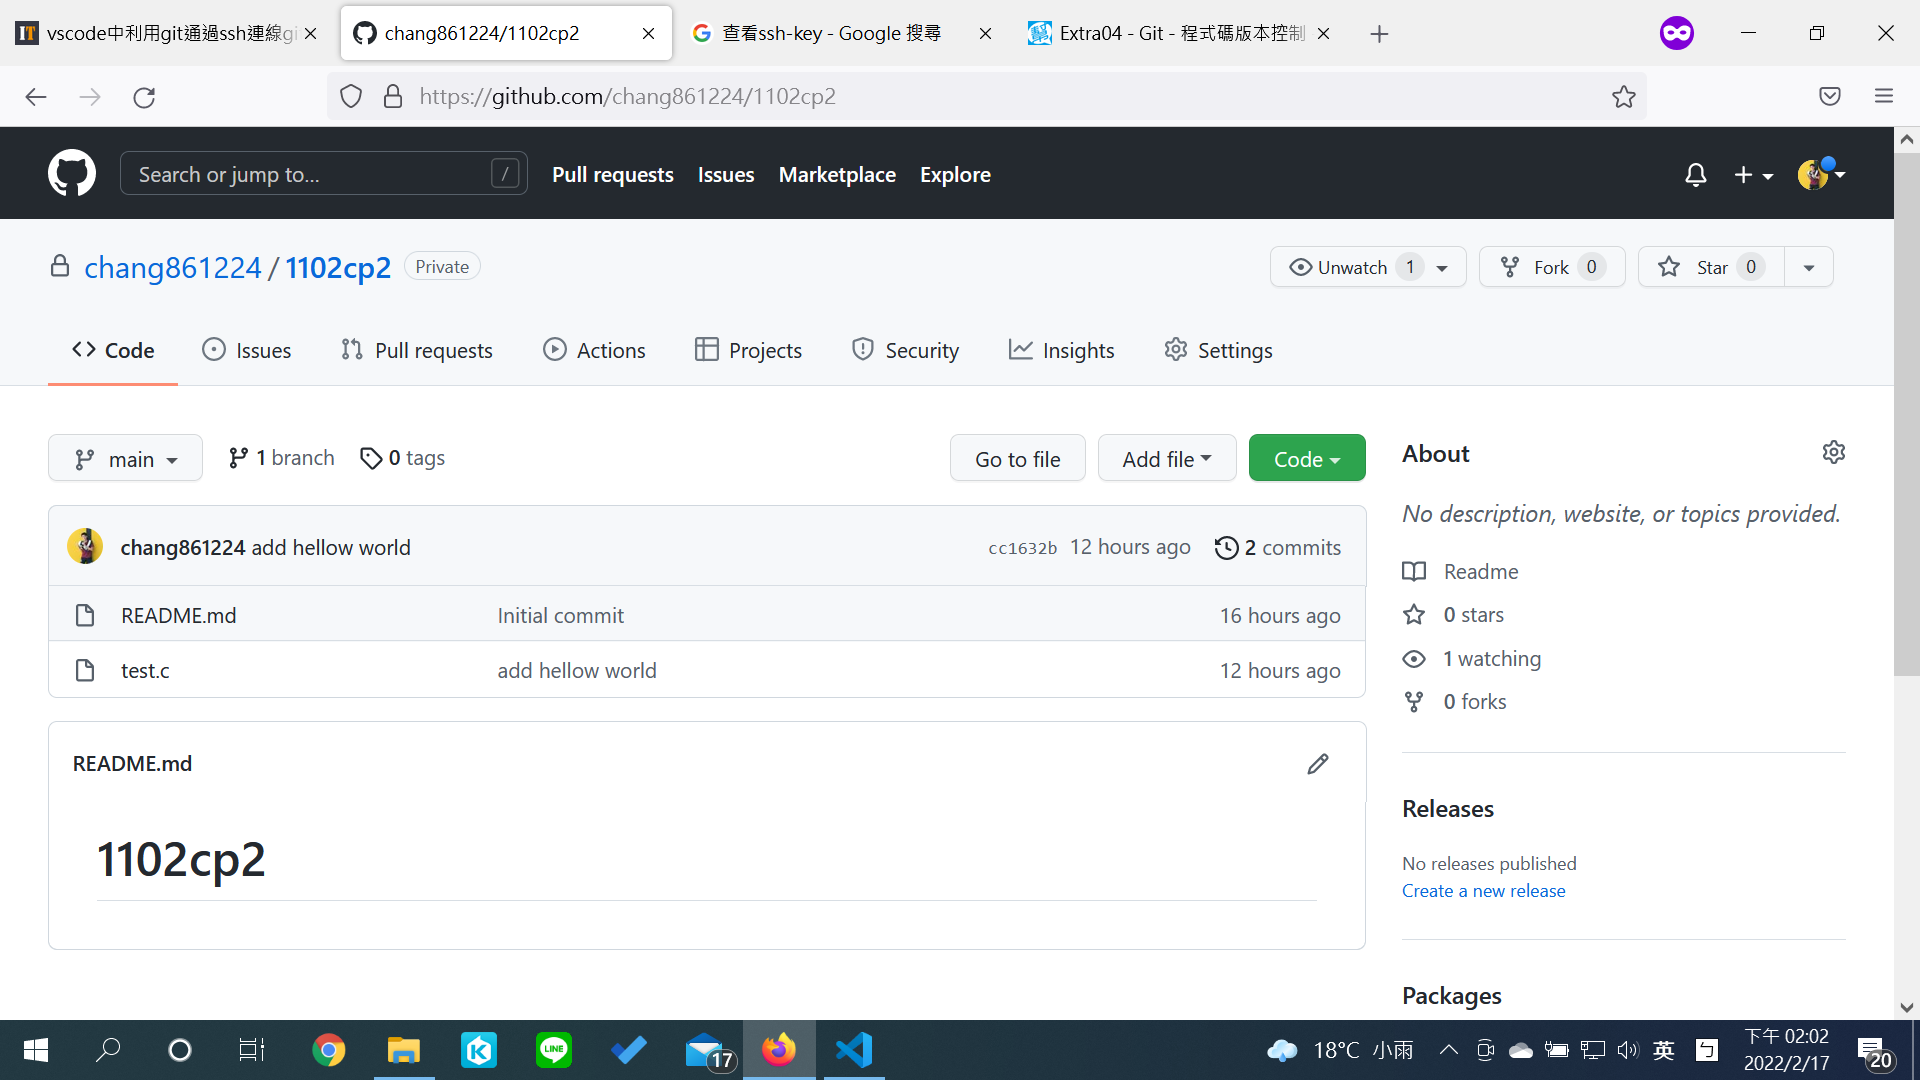 vscode中利用git通過ssh連線gi
chang861224/1102cp2
查看ssh-key - Google 搜尋
Extra04 - Git - 程式碼版本控制
https://github.com/chang861224/1102cp2
Search or jump to...
/
Pull requests
Issues
Marketplace
Explore
chang861224 / 1102cp2
Private
Unwatch 1
Fork 0
Star 0
Code
Issues
Pull requests
Actions
Projects
Security
Insights
Settings
main
1 branch
0 tags
Go to file
Add file
Code
About
No description, website, or topics provided.
chang861224 add hellow world
cc1632b 12 hours ago
2 commits
README.md
Initial commit
16 hours ago
test.c
add hellow world
12 hours ago
Readme
0 stars
1 watching
0 forks
README.md
1102cp2
Releases
No releases published
Create a new release
Packages
LINE
17
18°C 小雨
英
ㄅ
下午 02:02
2022/2/17
20